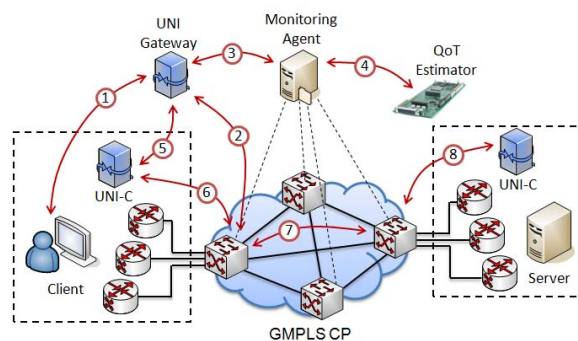 UNI
Gateway
Monitoring
Agent
QoT
Estimator
3
4
1
2
5
8
UNI-C
6
UNI-C
7
Client
Server
GMPLS CP